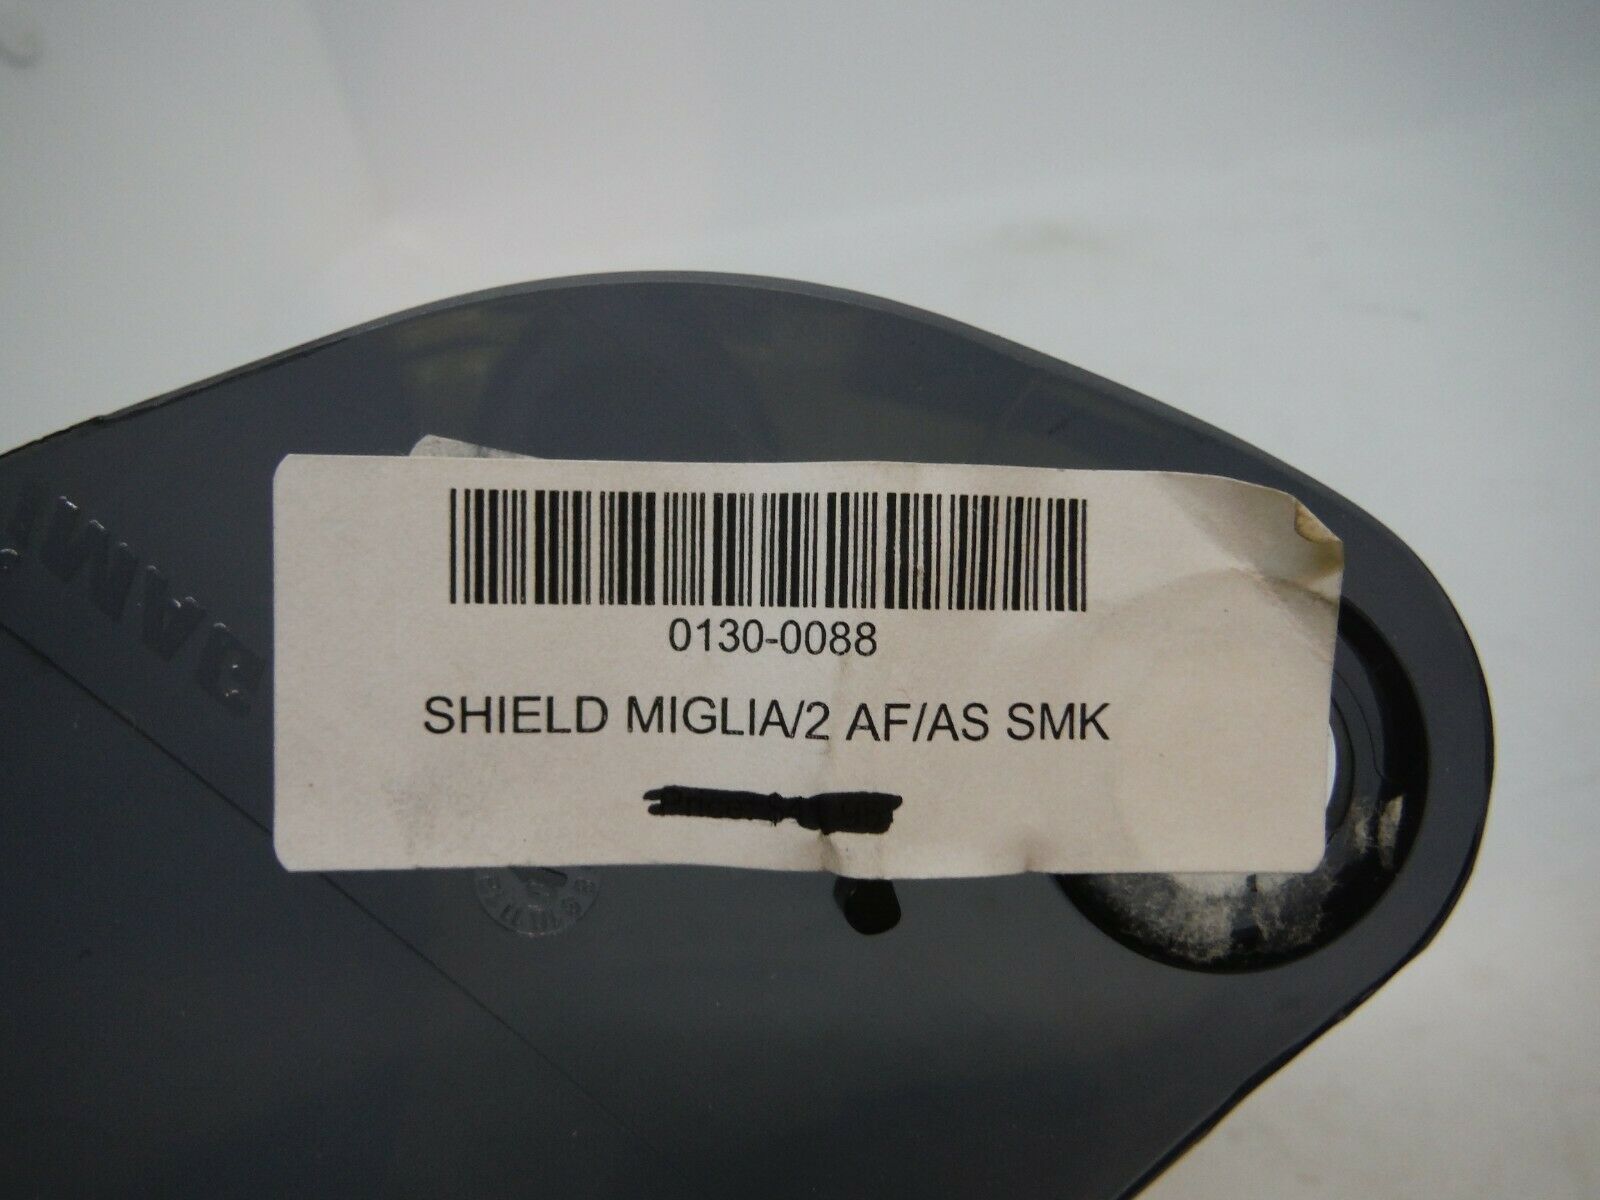 0130-0088
SHIELD MIGLIA/2 AF/AS SMK